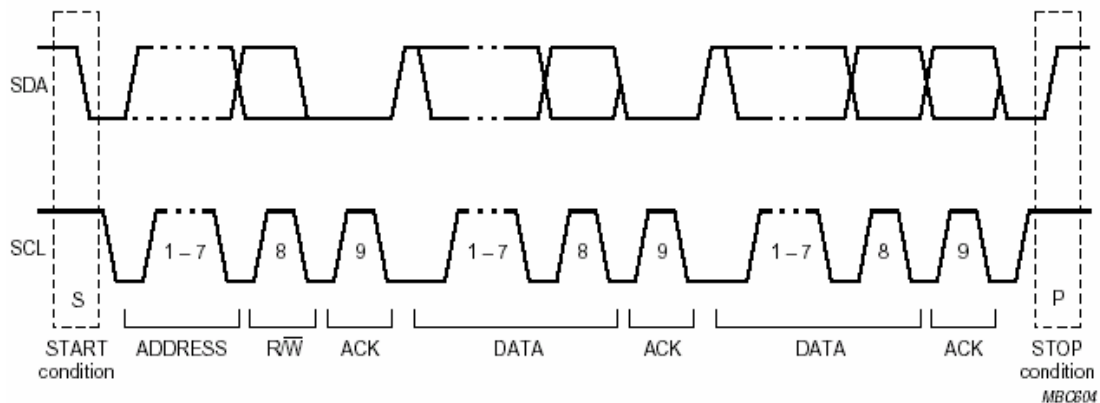 SDA
SCL
1 – 7
8
9
1 – 7
8
9
1 – 7
8
9
S
P
START condition
ADDRESS
R/W̅
ACK
DATA
ACK
DATA
ACK
STOP condition
MBC604